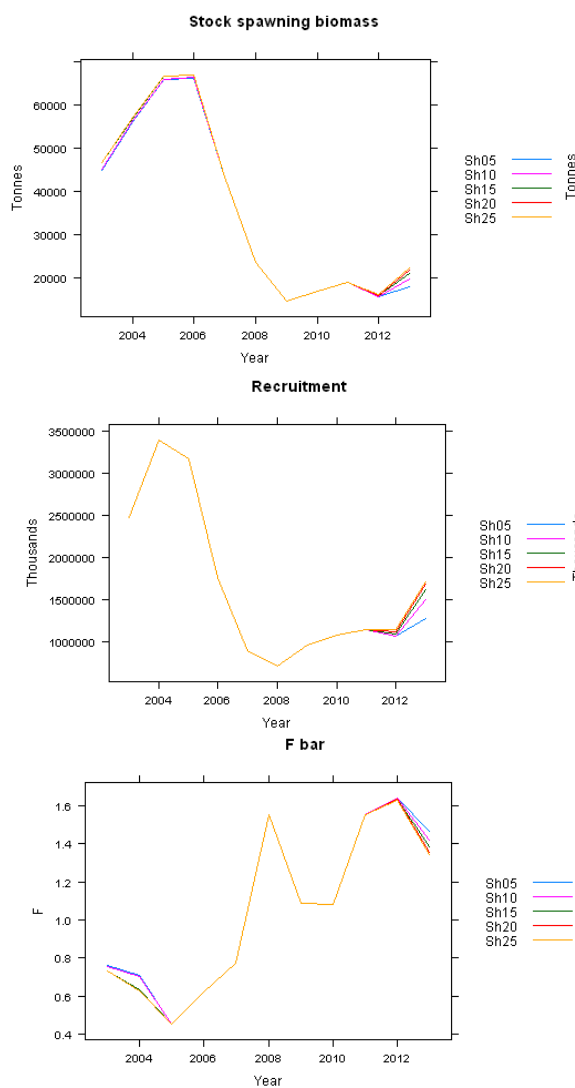 Stock spawning biomass
60000
50000
40000
30000
20000
Tonnes
2004 2006 2008 2010 2012
Year
Sh05
Sh10
Sh15
Sh20
Sh25
Tonnes
Recruitment
3500000
3000000
2500000
2000000
1500000
1000000
Thousands
2004 2006 2008 2010 2012
Year
Sh05
Sh10
Sh15
Sh20
Sh25
F bar
1.6
1.4
1.2
1.0
0.8
0.6
0.4
F
2004 2006 2008 2010 2012
Year
Sh05
Sh10
Sh15
Sh20
Sh25